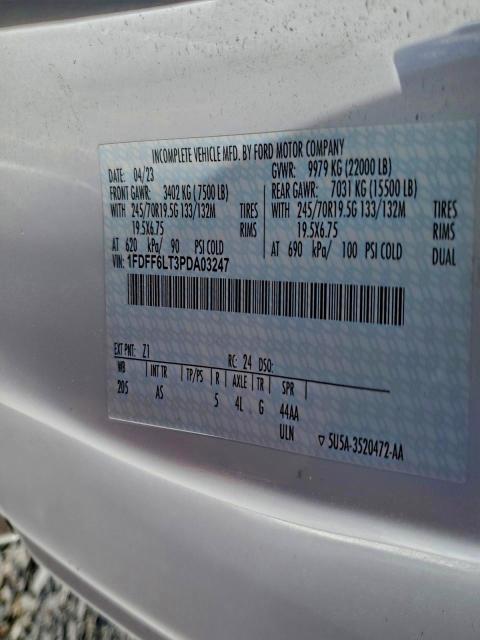 INCOMPLETE VEHICLE MFD. BY FORD MOTOR COMPANY
DATE: 04/23 GVWR: 9979 KG (22000 LB)
FRONT GAWR: 3402 KG (7500 LB) REAR GAWR: 7031 KG (15500 LB)
WITH 245/70R19.5G 133/132M TIRES WITH 245/70R19.5G 133/132M TIRES
19.5X6.75 RIMS 19.5X6.75 RIMS
AT 620 kPa/ 90 PSI COLD AT 690 kPa/ 100 PSI COLD DUAL
VIN: 1FDFF6LT3PDA03247
EXT PNT: Z1 RC: 24 DSO:
WB INT TR TP/PS R AXLE TR SPR
205 AS 5 4L G 44AA
ULN
▽ 5U5A-3520472-AA